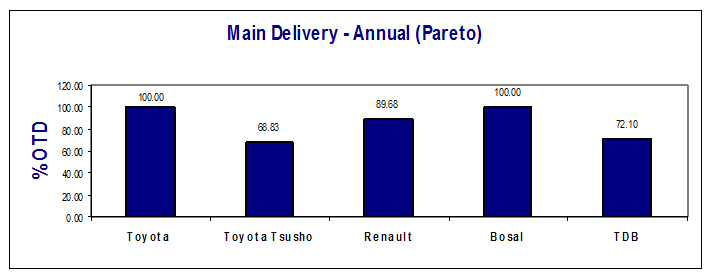 Main Delivery - Annual (Pareto)
%OTD
120.00
100.00
80.00
60.00
40.00
20.00
0.00
100.00
68.83
89.68
100.00
72.10
Toyota
Toyota Tsusho
Renault
Bosal
TDB